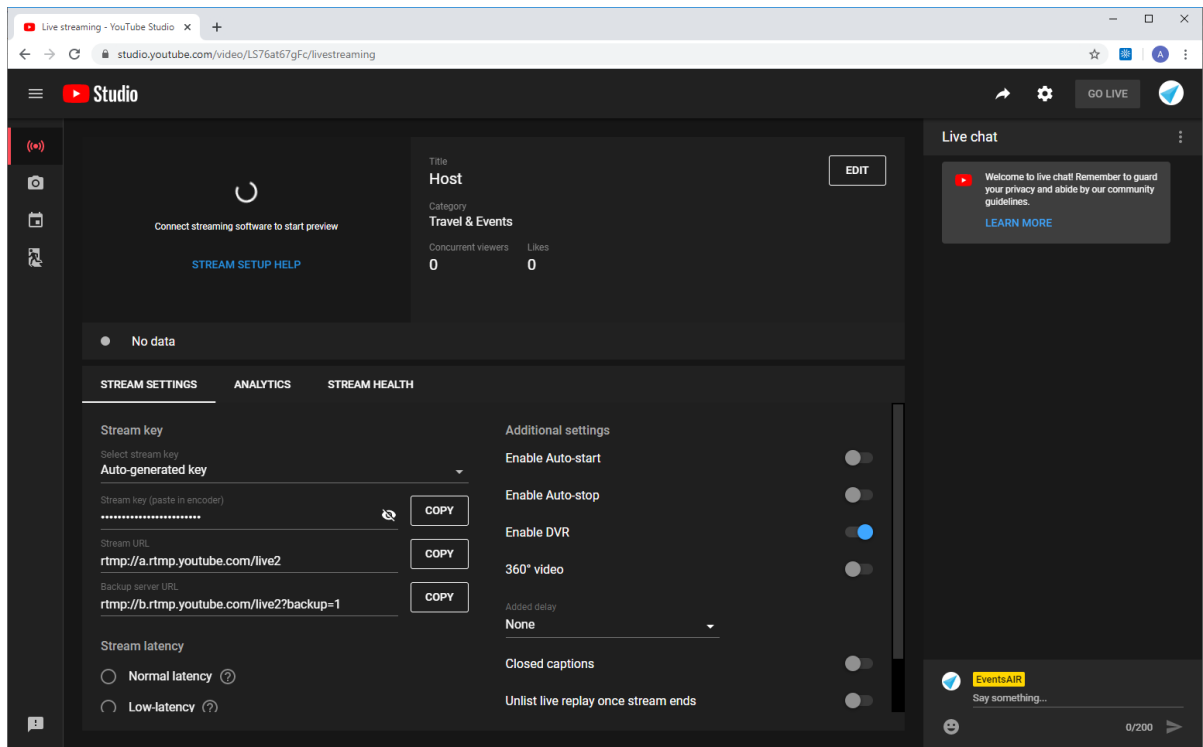 Live streaming - YouTube Studio
studio.youtube.com/video/LS76at67gFc/livestreaming
A
Studio
GO LIVE
Connect streaming software to start preview
STREAM SETUP HELP
Title
Host
EDIT
Category
Travel & Events
Concurrent viewers Likes
0 0
No data
Live chat
Welcome to live chat! Remember to guard
your privacy and abide by our community
guidelines.
LEARN MORE
STREAM SETTINGS ANALYTICS STREAM HEALTH
Stream key
Select stream key
Auto-generated key
Stream key (paste in encoder)
••••••••••••••••••••••••
COPY
Stream URL
rtmp://a.rtmp.youtube.com/live2
COPY
Backup server URL
rtmp://b.rtmp.youtube.com/live2?backup=1
COPY
Stream latency
Normal latency
Low-latency
Additional settings
Enable Auto-start
Enable Auto-stop
Enable DVR
360° video
Added delay
None
Closed captions
Unlist live replay once stream ends
EventsAIR
Say something...
0/200